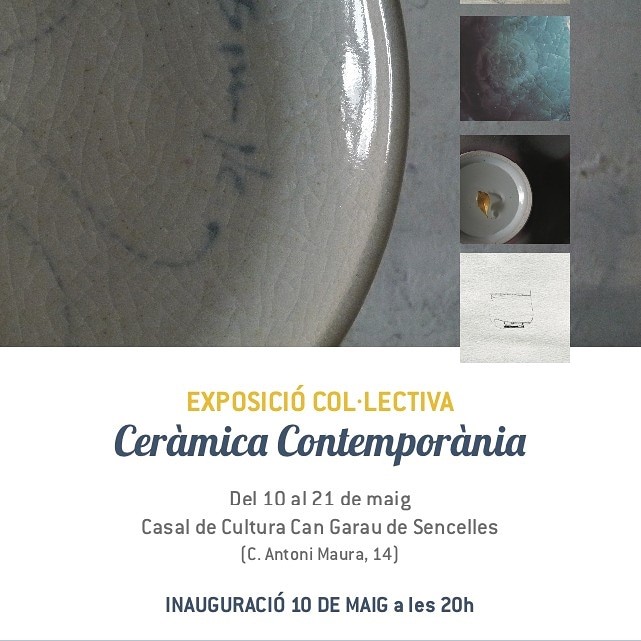 EXPOSICIÓ COL·LECTIVA
Ceràmica Contemporània
Del 10 al 21 de maig
Casal de Cultura Can Garau de Sencelles
(C. Antoni Maura, 14)
INAUGURACIÓ 10 DE MAIG a les 20h